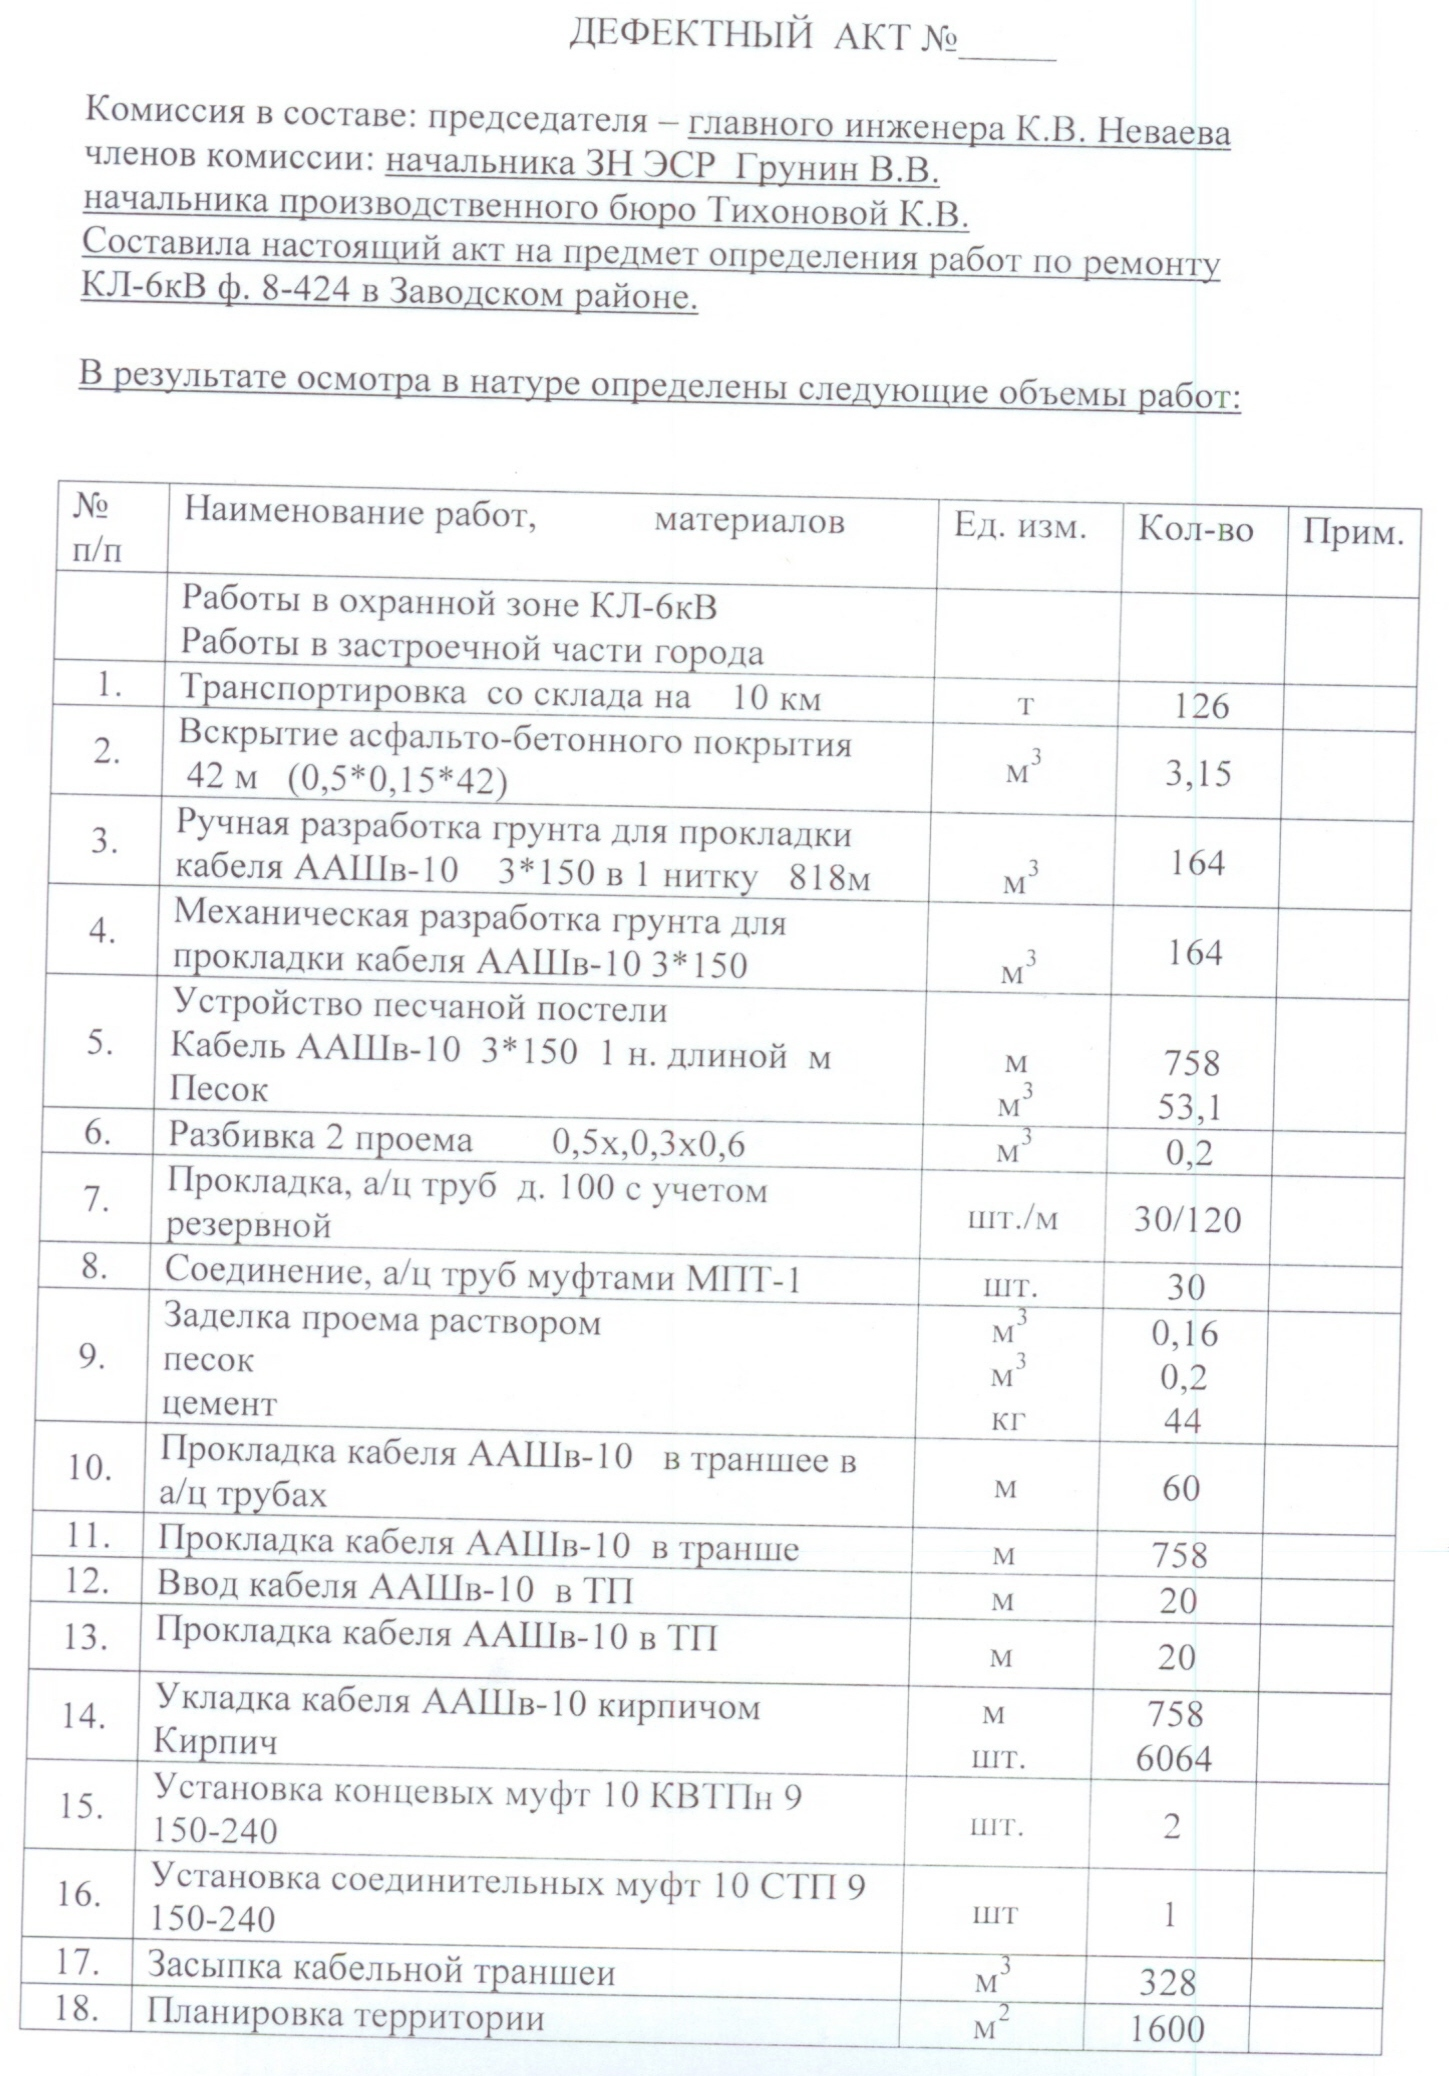 ДЕФЕКТНЫЙ АКТ №_____
Комиссия в составе: председателя – главного инженера К.В. Неваева
членов комиссии: начальника ЗН ЭСР Грунин В.В.
начальника производственного бюро Тихоновой К.В.
Составила настоящий акт на предмет определения работ по ремонту
КЛ-6кВ ф. 8-424 в Заводском районе.
В результате осмотра в натуре определены следующие объемы работ:
№ п/п Наименование работ, материалов Ед. изм. Кол-во Прим.
Работы в охранной зоне КЛ-6кВ
Работы в застроечной части города
1. Транспортировка со склада на 10 км т 126
2. Вскрытие асфальто-бетонного покрытия
42 м (0,5*0,15*42) м³ 3,15
3. Ручная разработка грунта для прокладки
кабеля ААШв-10 3*150 в 1 нитку 818м м³ 164
4. Механическая разработка грунта для
прокладки кабеля ААШв-10 3*150 м³ 164
5. Устройство песчаной постели
Кабель ААШв-10 3*150 1 н. длиной м м 758
Песок м³ 53,1
6. Разбивка 2 проема 0,5х,0,3х0,6 м³ 0,2
7. Прокладка, а/ц труб д. 100 с учетом
резервной шт./м 30/120
8. Соединение, а/ц труб муфтами МПТ-1 шт. 30
9. Заделка проема раствором м³ 0,16
песок м³ 0,2
цемент кг 44
10. Прокладка кабеля ААШв-10 в траншее в
а/ц трубах м 60
11. Прокладка кабеля ААШв-10 в транше м 758
12. Ввод кабеля ААШв-10 в ТП м 20
13. Прокладка кабеля ААШв-10 в ТП м 20
14. Укладка кабеля ААШв-10 кирпичом м 758
Кирпич шт. 6064
15. Установка концевых муфт 10 КВТПн 9
150-240 шт. 2
16. Установка соединительных муфт 10 СТП 9
150-240 шт 1
17. Засыпка кабельной траншеи м³ 328
18. Планировка территории м² 1600